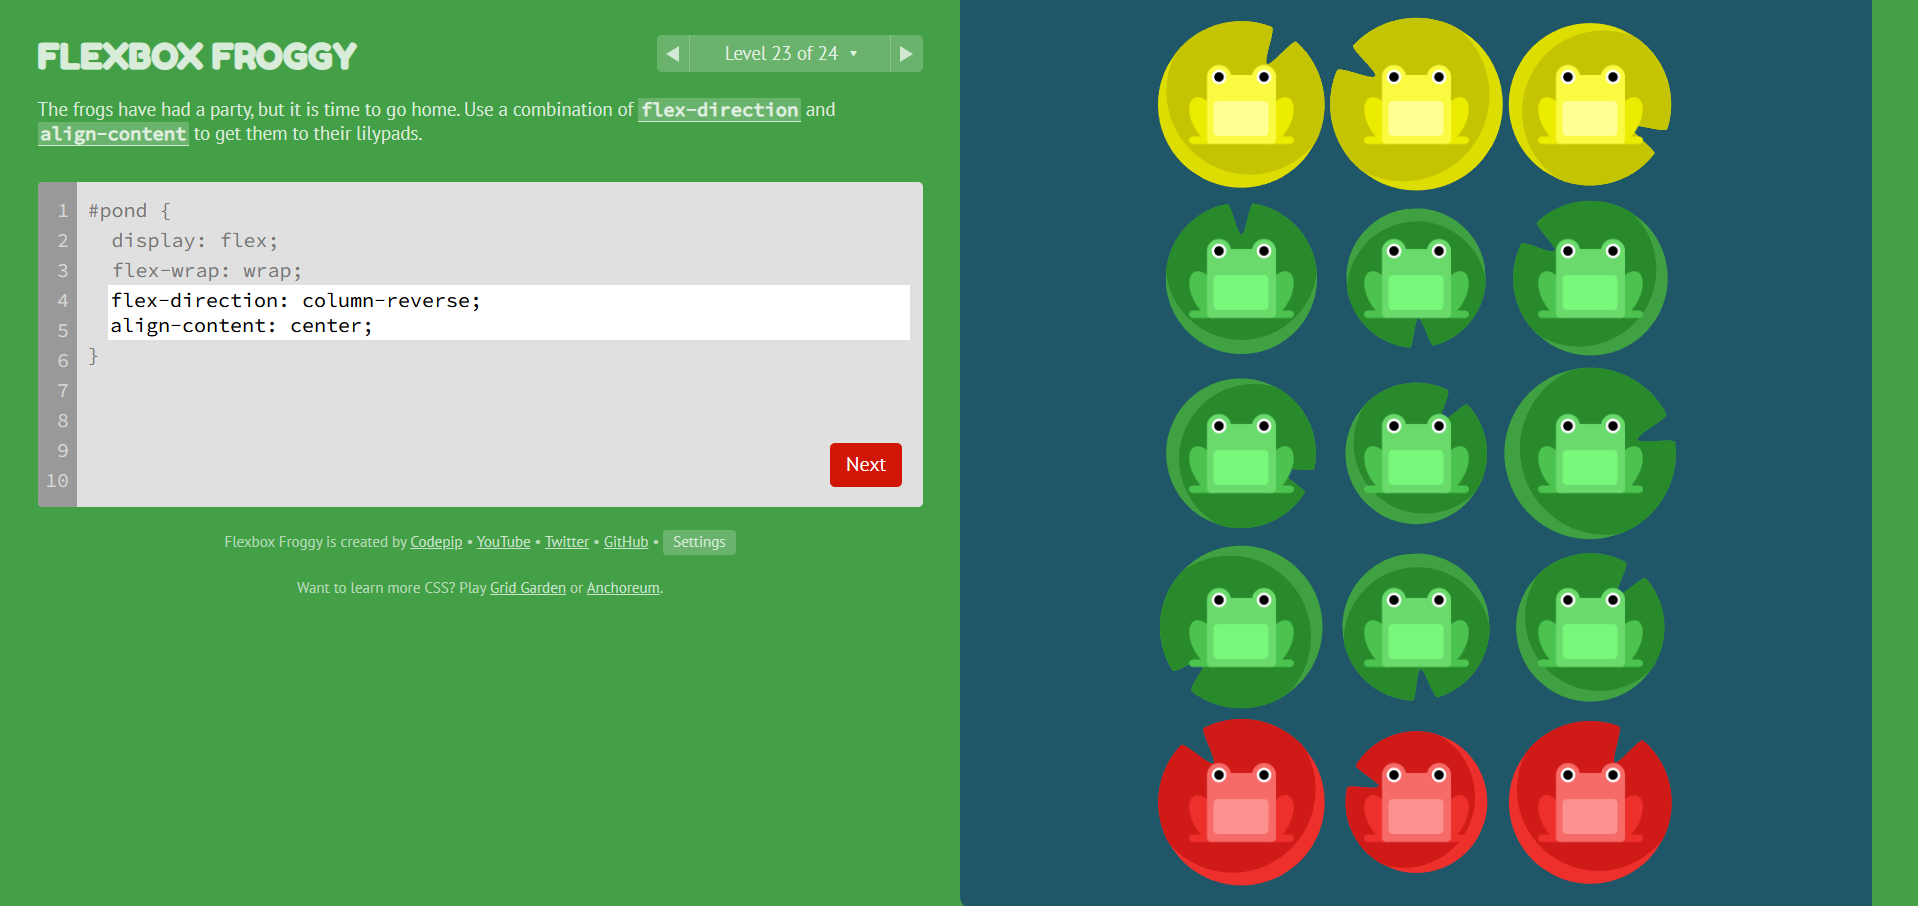 FLEXBOX FROGGY
◀ Level 23 of 24 ▾ ▶
The frogs have had a party, but it is time to go home. Use a combination of flex-direction and
align-content to get them to their lilypads.
1 #pond {
2 display: flex;
3 flex-wrap: wrap;
4 flex-direction: column-reverse;
5 align-content: center;
6 }
7
8
9
10
Next
Flexbox Froggy is created by Codepip • YouTube • Twitter • GitHub • Settings
Want to learn more CSS? Play Grid Garden or Anchoreum.